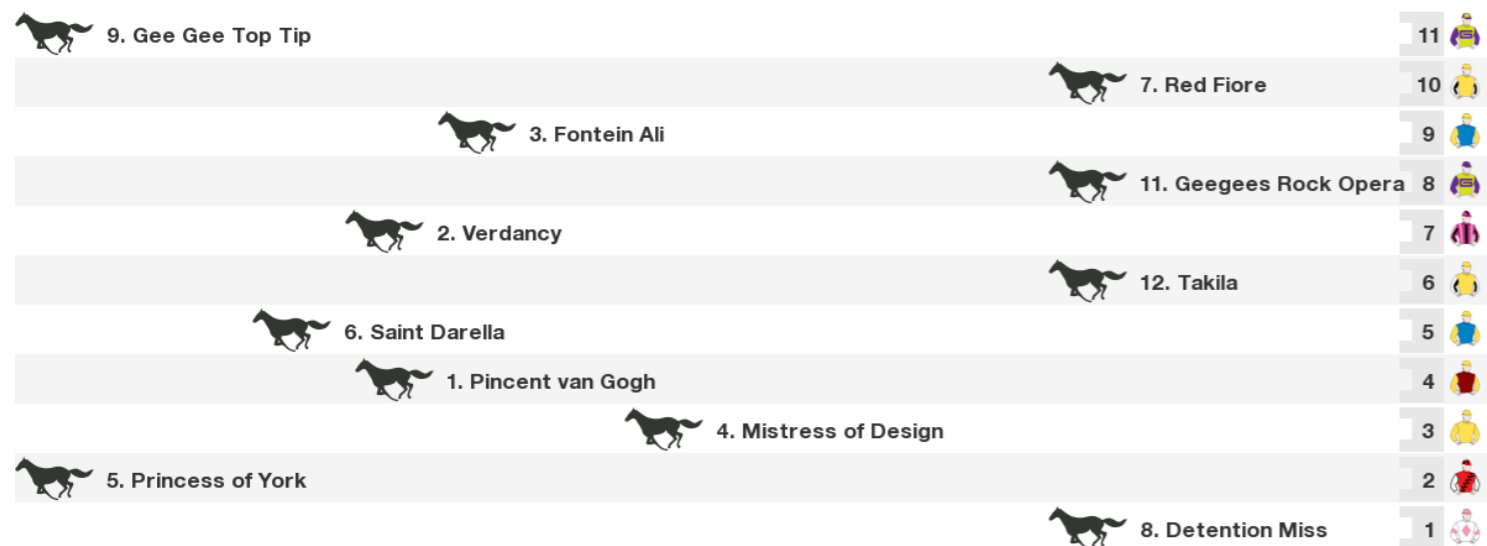 9. Gee Gee Top Tip 11
7. Red Fiore 10
3. Fontein Ali 9
11. Geegees Rock Opera 8
2. Verdancy 7
12. Takila 6
6. Saint Darella 5
1. Pincent van Gogh 4
4. Mistress of Design 3
5. Princess of York 2
8. Detention Miss 1